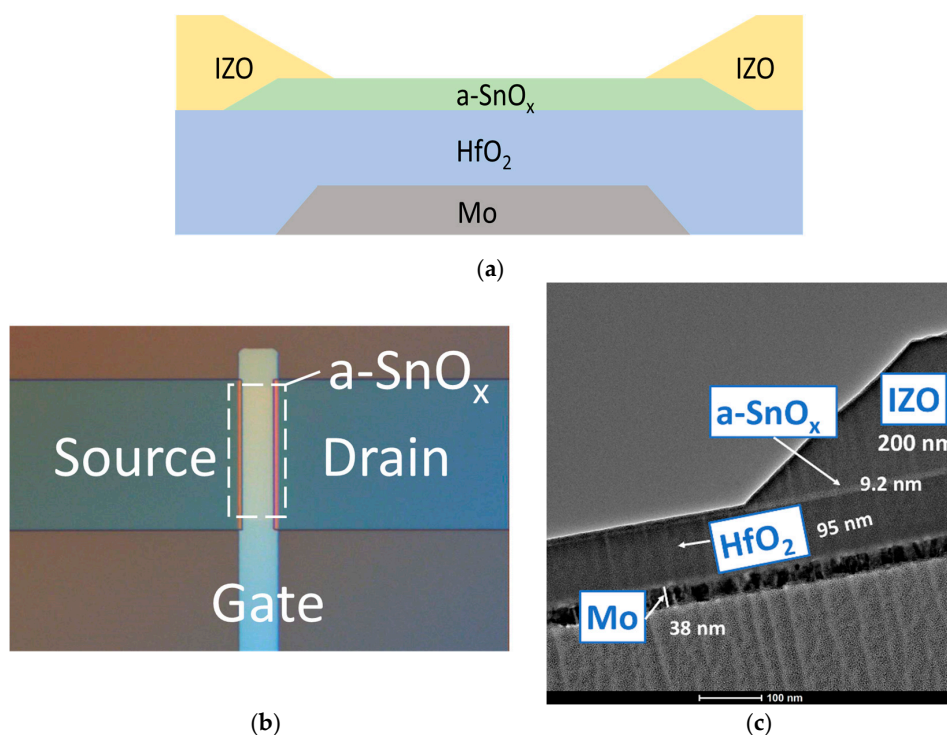 IZO
IZO
a-SnOₓ
HfO₂
Mo
(a)
a-SnOₓ
Source
Drain
Gate
(b)
IZO
a-SnOₓ
200 nm
9.2 nm
HfO₂
95 nm
Mo
38 nm
100 nm
(c)